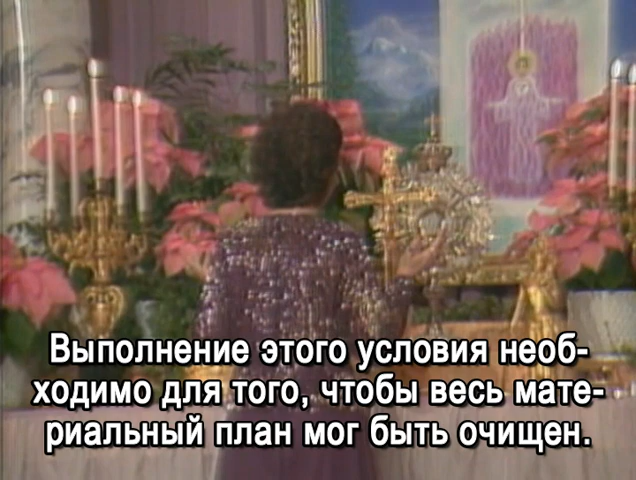 Выполнение этого условия необ-
ходимо для того, чтобы весь мате-
риальный план мог быть очищен.